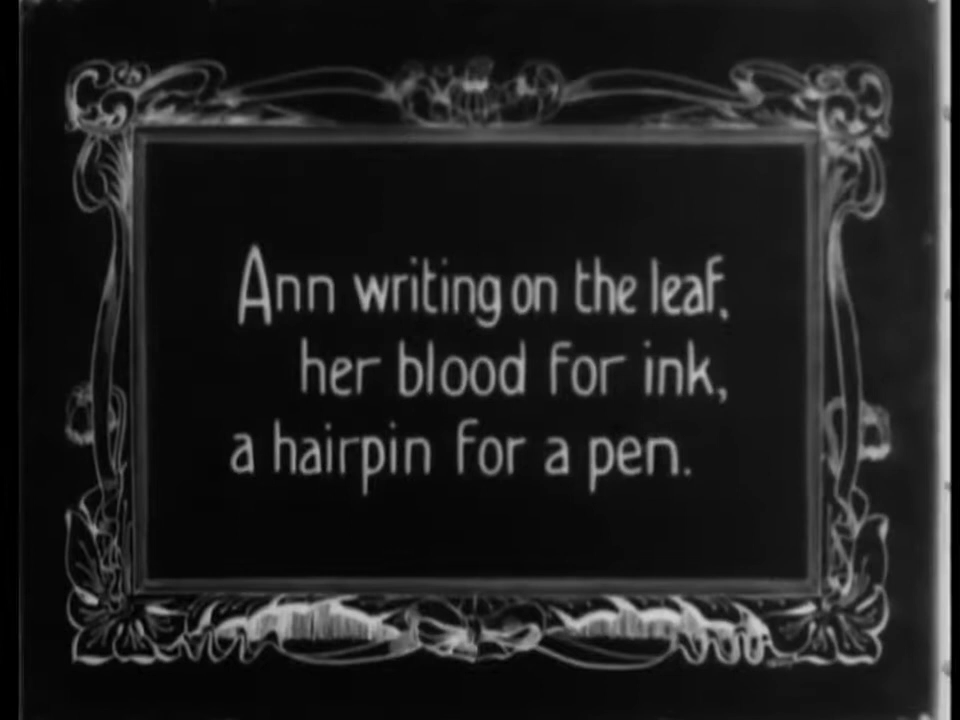 Ann writing on the leaf,
her blood for ink,
a hairpin for a pen.